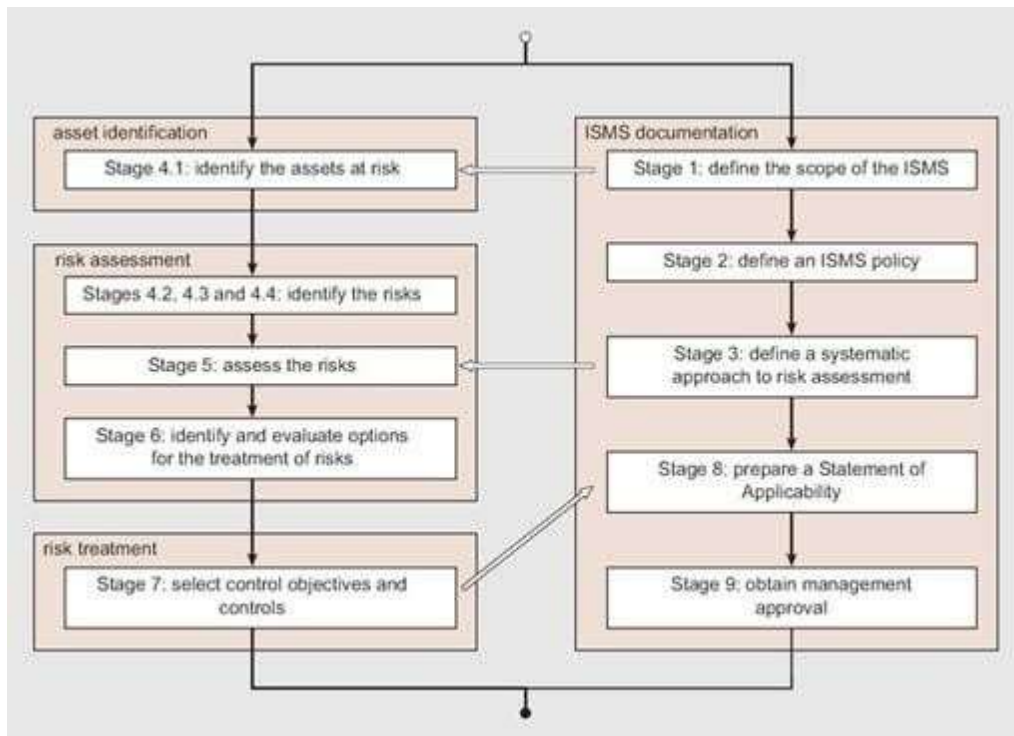 asset identification
Stage 4.1: identify the assets at risk
risk assessment
Stages 4.2, 4.3 and 4.4: identify the risks
Stage 5: assess the risks
Stage 6: identify and evaluate options
for the treatment of risks
risk treatment
Stage 7: select control objectives and
controls
ISMS documentation
Stage 1: define the scope of the ISMS
Stage 2: define an ISMS policy
Stage 3: define a systematic
approach to risk assessment
Stage 8: prepare a Statement of
Applicability
Stage 9: obtain management
approval